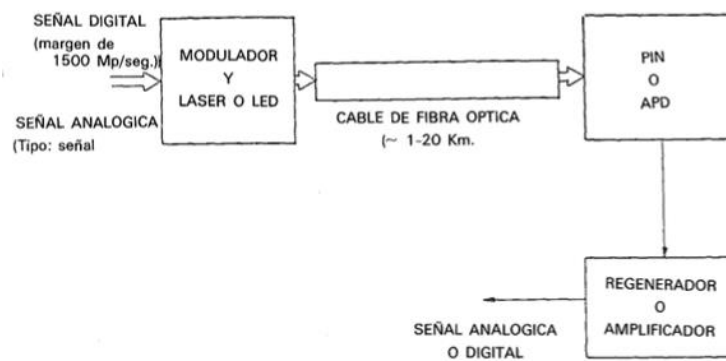 SEÑAL DIGITAL
(margen de
1500 Mp/seg.)
SEÑAL ANALOGICA
(Tipo: señal
MODULADOR
Y
LASER O LED
CABLE DE FIBRA OPTICA
(~ 1-20 Km.
PIN
O
APD
REGENERADOR
O
AMPLIFICADOR
SEÑAL ANALOGICA
O DIGITAL